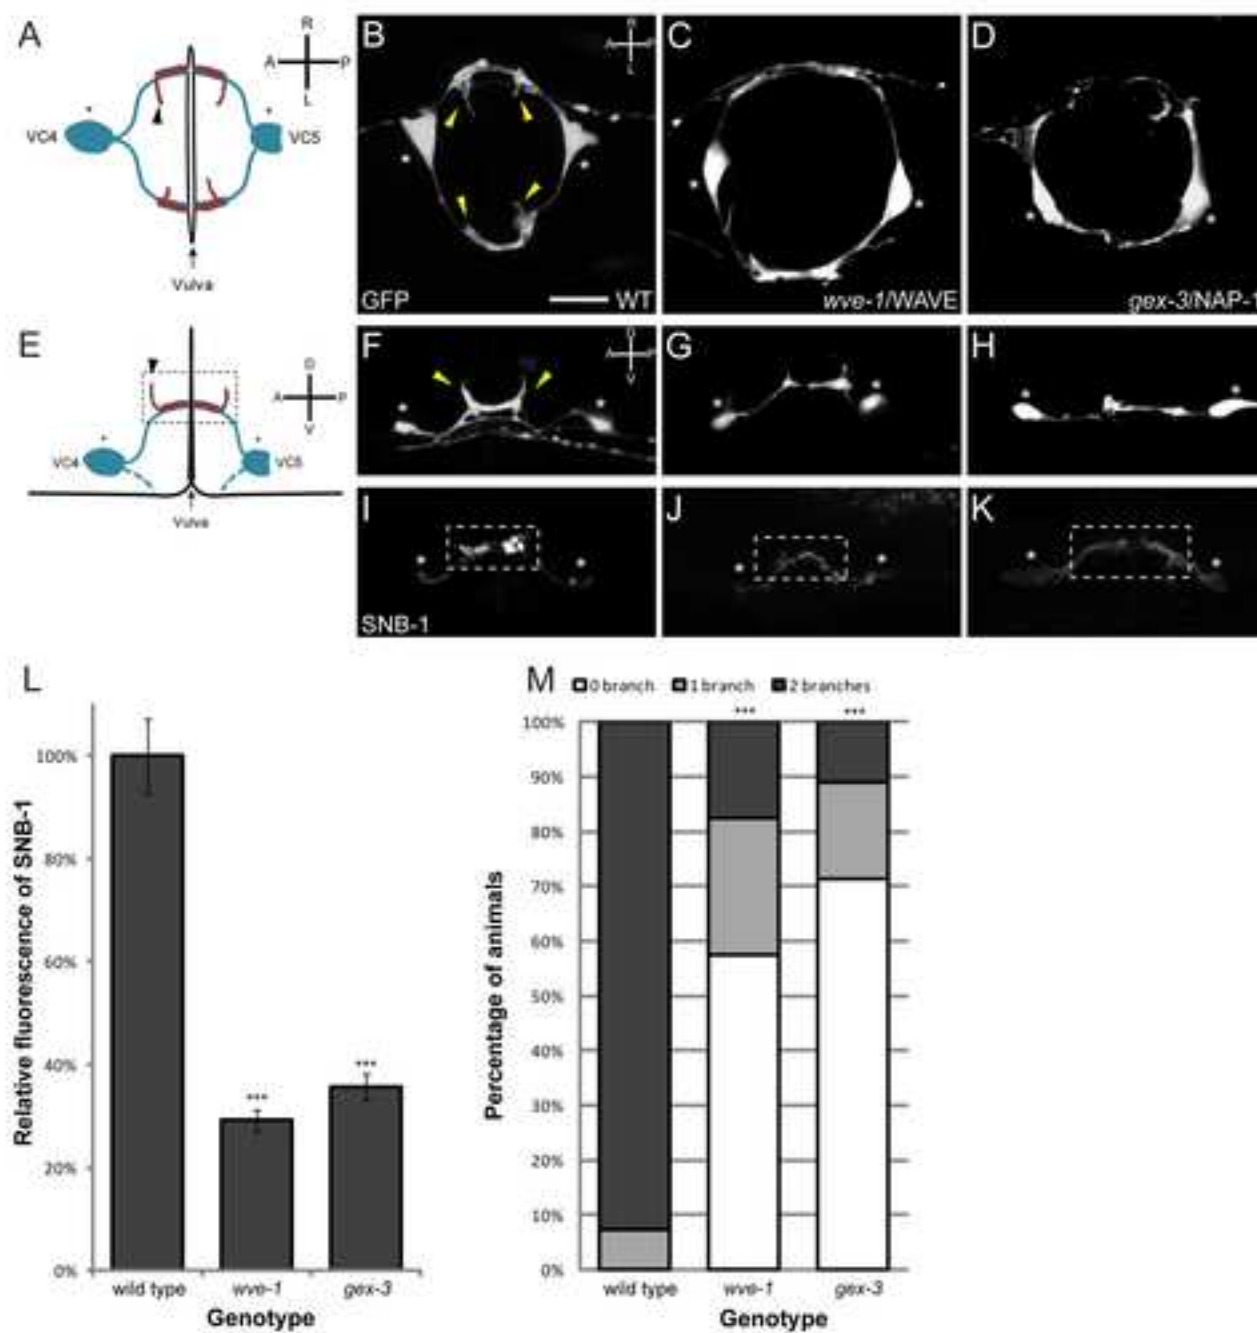 A
R
A P
L
VC4
VC5
Vulva
B
R
A P
L
GFP
WT
C
wve-1/WAVE
D
gex-3/NAP-1
E
D
A P
V
VC4
VC5
Vulva
F
D
A P
V
G
H
I
SNB-1
J
K
L
Relative fluorescence of SNB-1
100%
80%
60%
40%
20%
0%
***
***
wild type
wve-1
gex-3
Genotype
M
0 branch 1 branch 2 branches
***
***
Percentage of animals
100%
90%
80%
70%
60%
50%
40%
30%
20%
10%
0%
wild type
wve-1
gex-3
Genotype